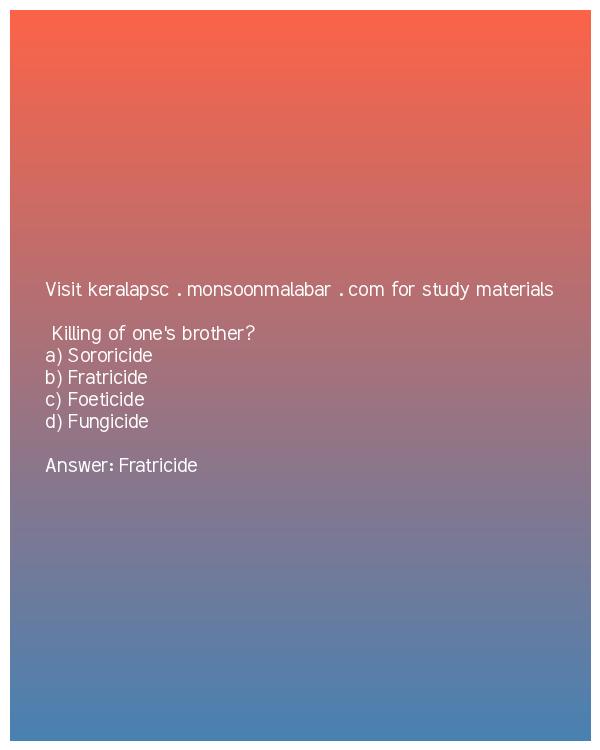 Visit keralapsc . monsoonmalabar . com for study materials
Killing of one's brother?
a) Sororicide
b) Fratricide
c) Foeticide
d) Fungicide
Answer: Fratricide